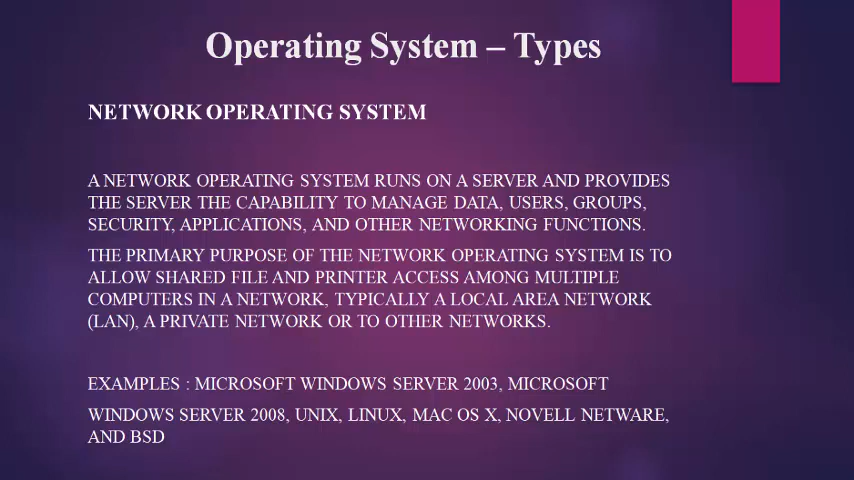 Operating System – Types
NETWORK OPERATING SYSTEM
A NETWORK OPERATING SYSTEM RUNS ON A SERVER AND PROVIDES
THE SERVER THE CAPABILITY TO MANAGE DATA, USERS, GROUPS,
SECURITY, APPLICATIONS, AND OTHER NETWORKING FUNCTIONS.
THE PRIMARY PURPOSE OF THE NETWORK OPERATING SYSTEM IS TO
ALLOW SHARED FILE AND PRINTER ACCESS AMONG MULTIPLE
COMPUTERS IN A NETWORK, TYPICALLY A LOCAL AREA NETWORK
(LAN), A PRIVATE NETWORK OR TO OTHER NETWORKS.
EXAMPLES : MICROSOFT WINDOWS SERVER 2003, MICROSOFT
WINDOWS SERVER 2008, UNIX, LINUX, MAC OS X, NOVELL NETWARE,
AND BSD